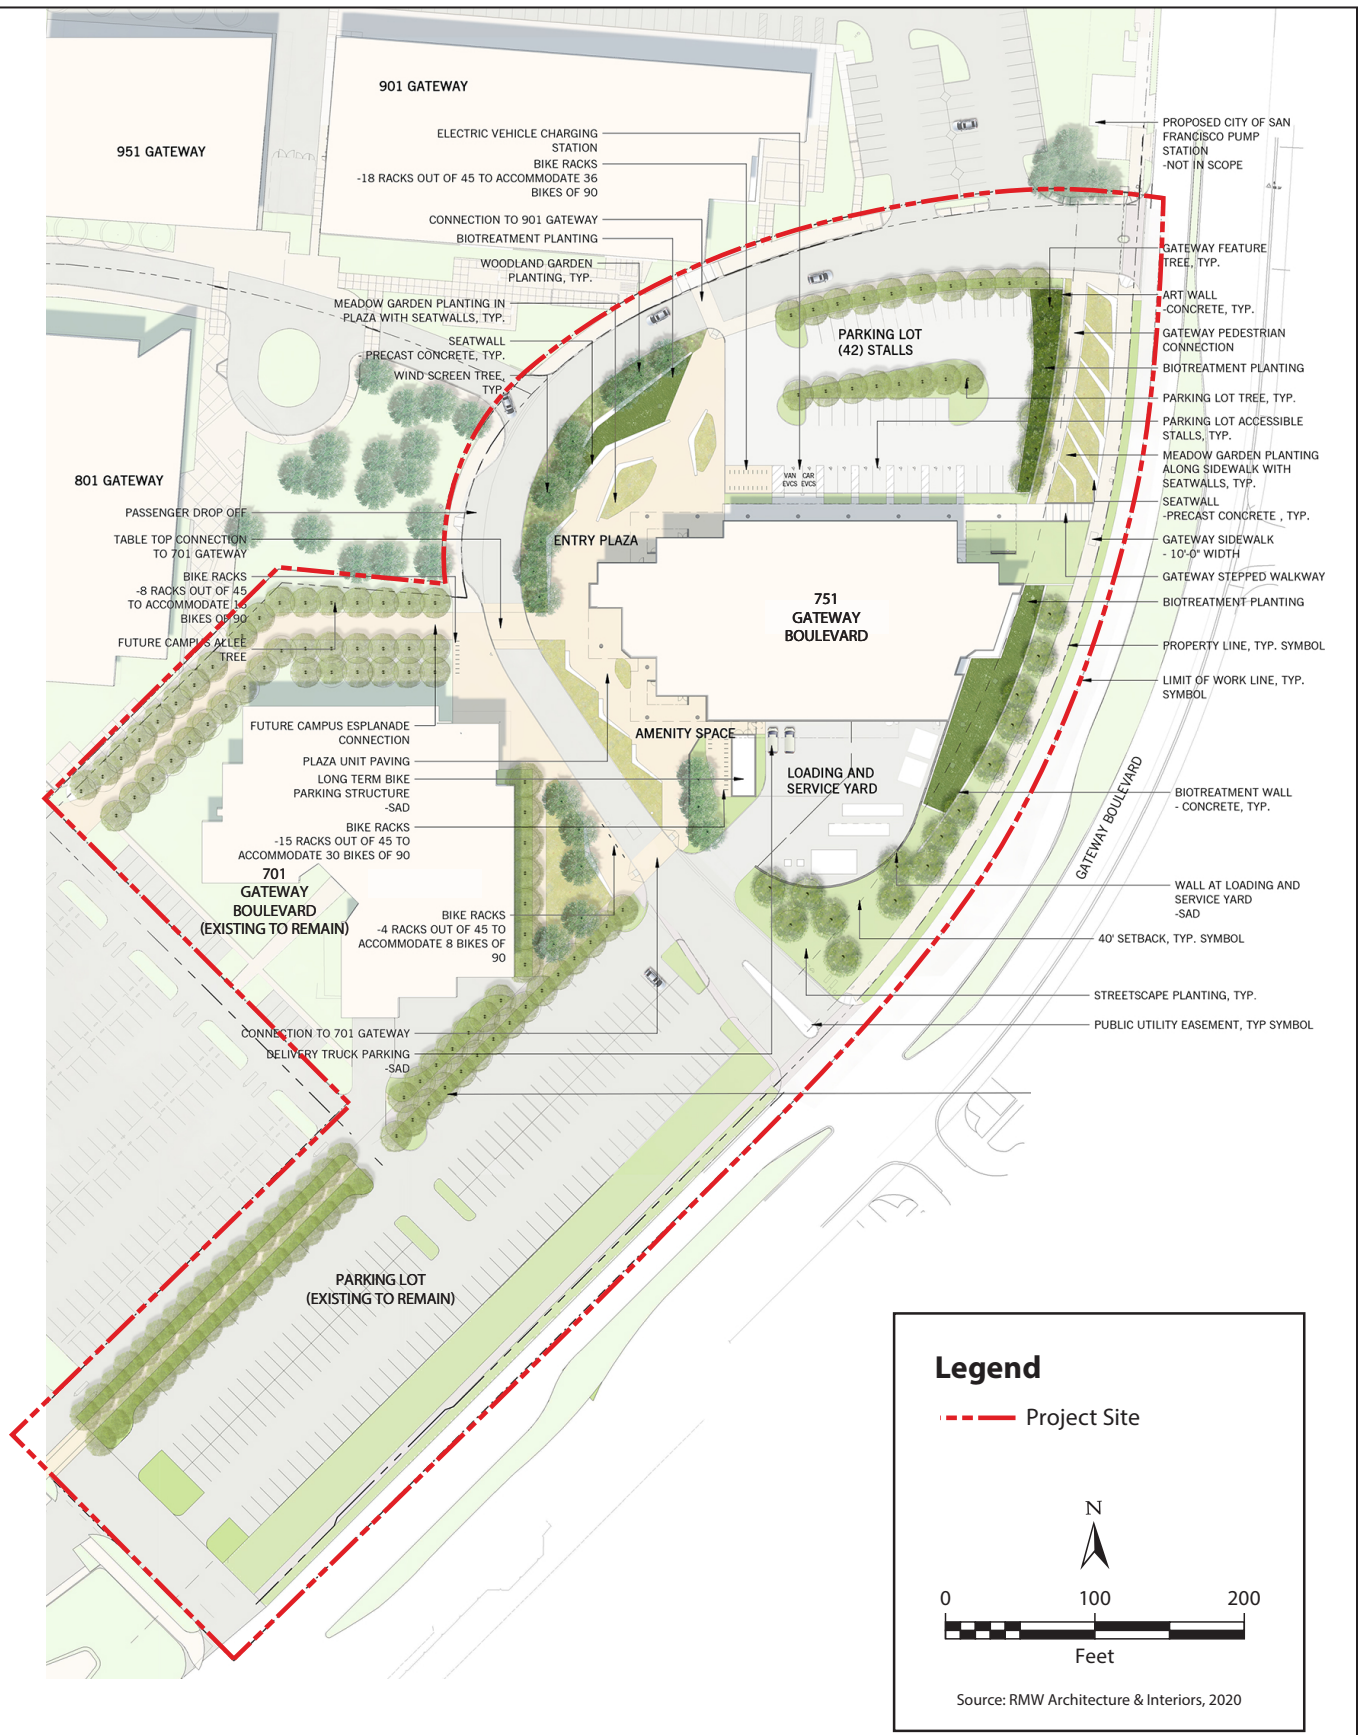 901 GATEWAY
951 GATEWAY
801 GATEWAY
ELECTRIC VEHICLE CHARGING
STATION
BIKE RACKS
-18 RACKS OUT OF 45 TO ACCOMMODATE 36
BIKES OF 90
CONNECTION TO 901 GATEWAY
BIOTREATMENT PLANTING
WOODLAND GARDEN
PLANTING, TYP.
MEADOW GARDEN PLANTING IN
PLAZA WITH SEATWALLS, TYP.
SEATWALL
- PRECAST CONCRETE, TYP.
WIND SCREEN TREE,
TYP.
PASSENGER DROP OFF
TABLE TOP CONNECTION
TO 701 GATEWAY
BIKE RACKS
-8 RACKS OUT OF 45
TO ACCOMMODATE 16
BIKES OF 90
FUTURE CAMPUS ALLEE
TREE
FUTURE CAMPUS ESPLANADE
CONNECTION
PLAZA UNIT PAVING
LONG TERM BIKE
PARKING STRUCTURE
-SAD
BIKE RACKS
-15 RACKS OUT OF 45 TO
ACCOMMODATE 30 BIKES OF 90
701
GATEWAY
BOULEVARD
(EXISTING TO REMAIN)
BIKE RACKS
-4 RACKS OUT OF 45 TO
ACCOMMODATE 8 BIKES OF
90
CONNECTION TO 701 GATEWAY
DELIVERY TRUCK PARKING
-SAD
PARKING LOT
(42) STALLS
VAN
EVCS
CAR
EVCS
ENTRY PLAZA
751
GATEWAY
BOULEVARD
AMENITY SPACE
LOADING AND
SERVICE YARD
PARKING LOT
(EXISTING TO REMAIN)
PROPOSED CITY OF SAN
FRANCISCO PUMP
STATION
-NOT IN SCOPE
GATEWAY FEATURE
TREE, TYP.
ART WALL
-CONCRETE, TYP.
GATEWAY PEDESTRIAN
CONNECTION
BIOTREATMENT PLANTING
PARKING LOT TREE, TYP.
PARKING LOT ACCESSIBLE
STALLS, TYP.
MEADOW GARDEN PLANTING
ALONG SIDEWALK WITH
SEATWALLS, TYP.
SEATWALL
-PRECAST CONCRETE , TYP.
GATEWAY SIDEWALK
- 10'-0" WIDTH
GATEWAY STEPPED WALKWAY
BIOTREATMENT PLANTING
PROPERTY LINE, TYP. SYMBOL
LIMIT OF WORK LINE, TYP.
SYMBOL
GATEWAY BOULEVARD
BIOTREATMENT WALL
- CONCRETE, TYP.
WALL AT LOADING AND
SERVICE YARD
-SAD
40' SETBACK, TYP. SYMBOL
STREETSCAPE PLANTING, TYP.
PUBLIC UTILITY EASEMENT, TYP SYMBOL
Legend
Project Site
N
0 100 200
Feet
Source: RMW Architecture & Interiors, 2020